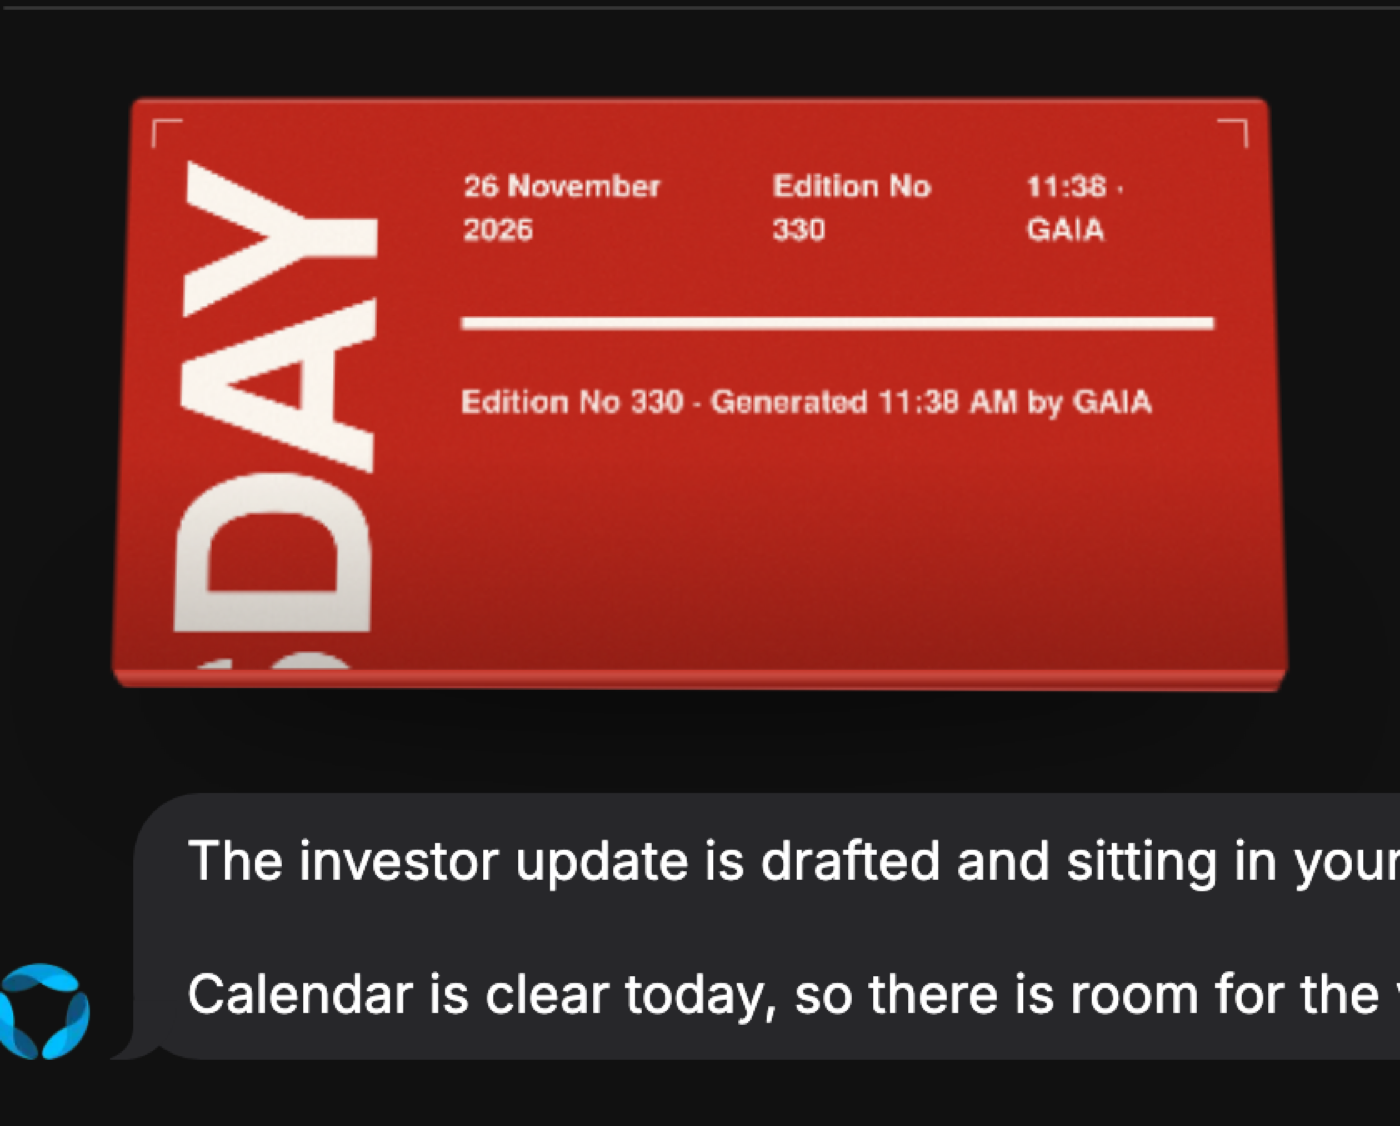 DAY
26 November
2026
Edition No
330
11:38 ·
GAIA
Edition No 330 · Generated 11:38 AM by GAIA
The investor update is drafted and sitting in your
Calendar is clear today, so there is room for the